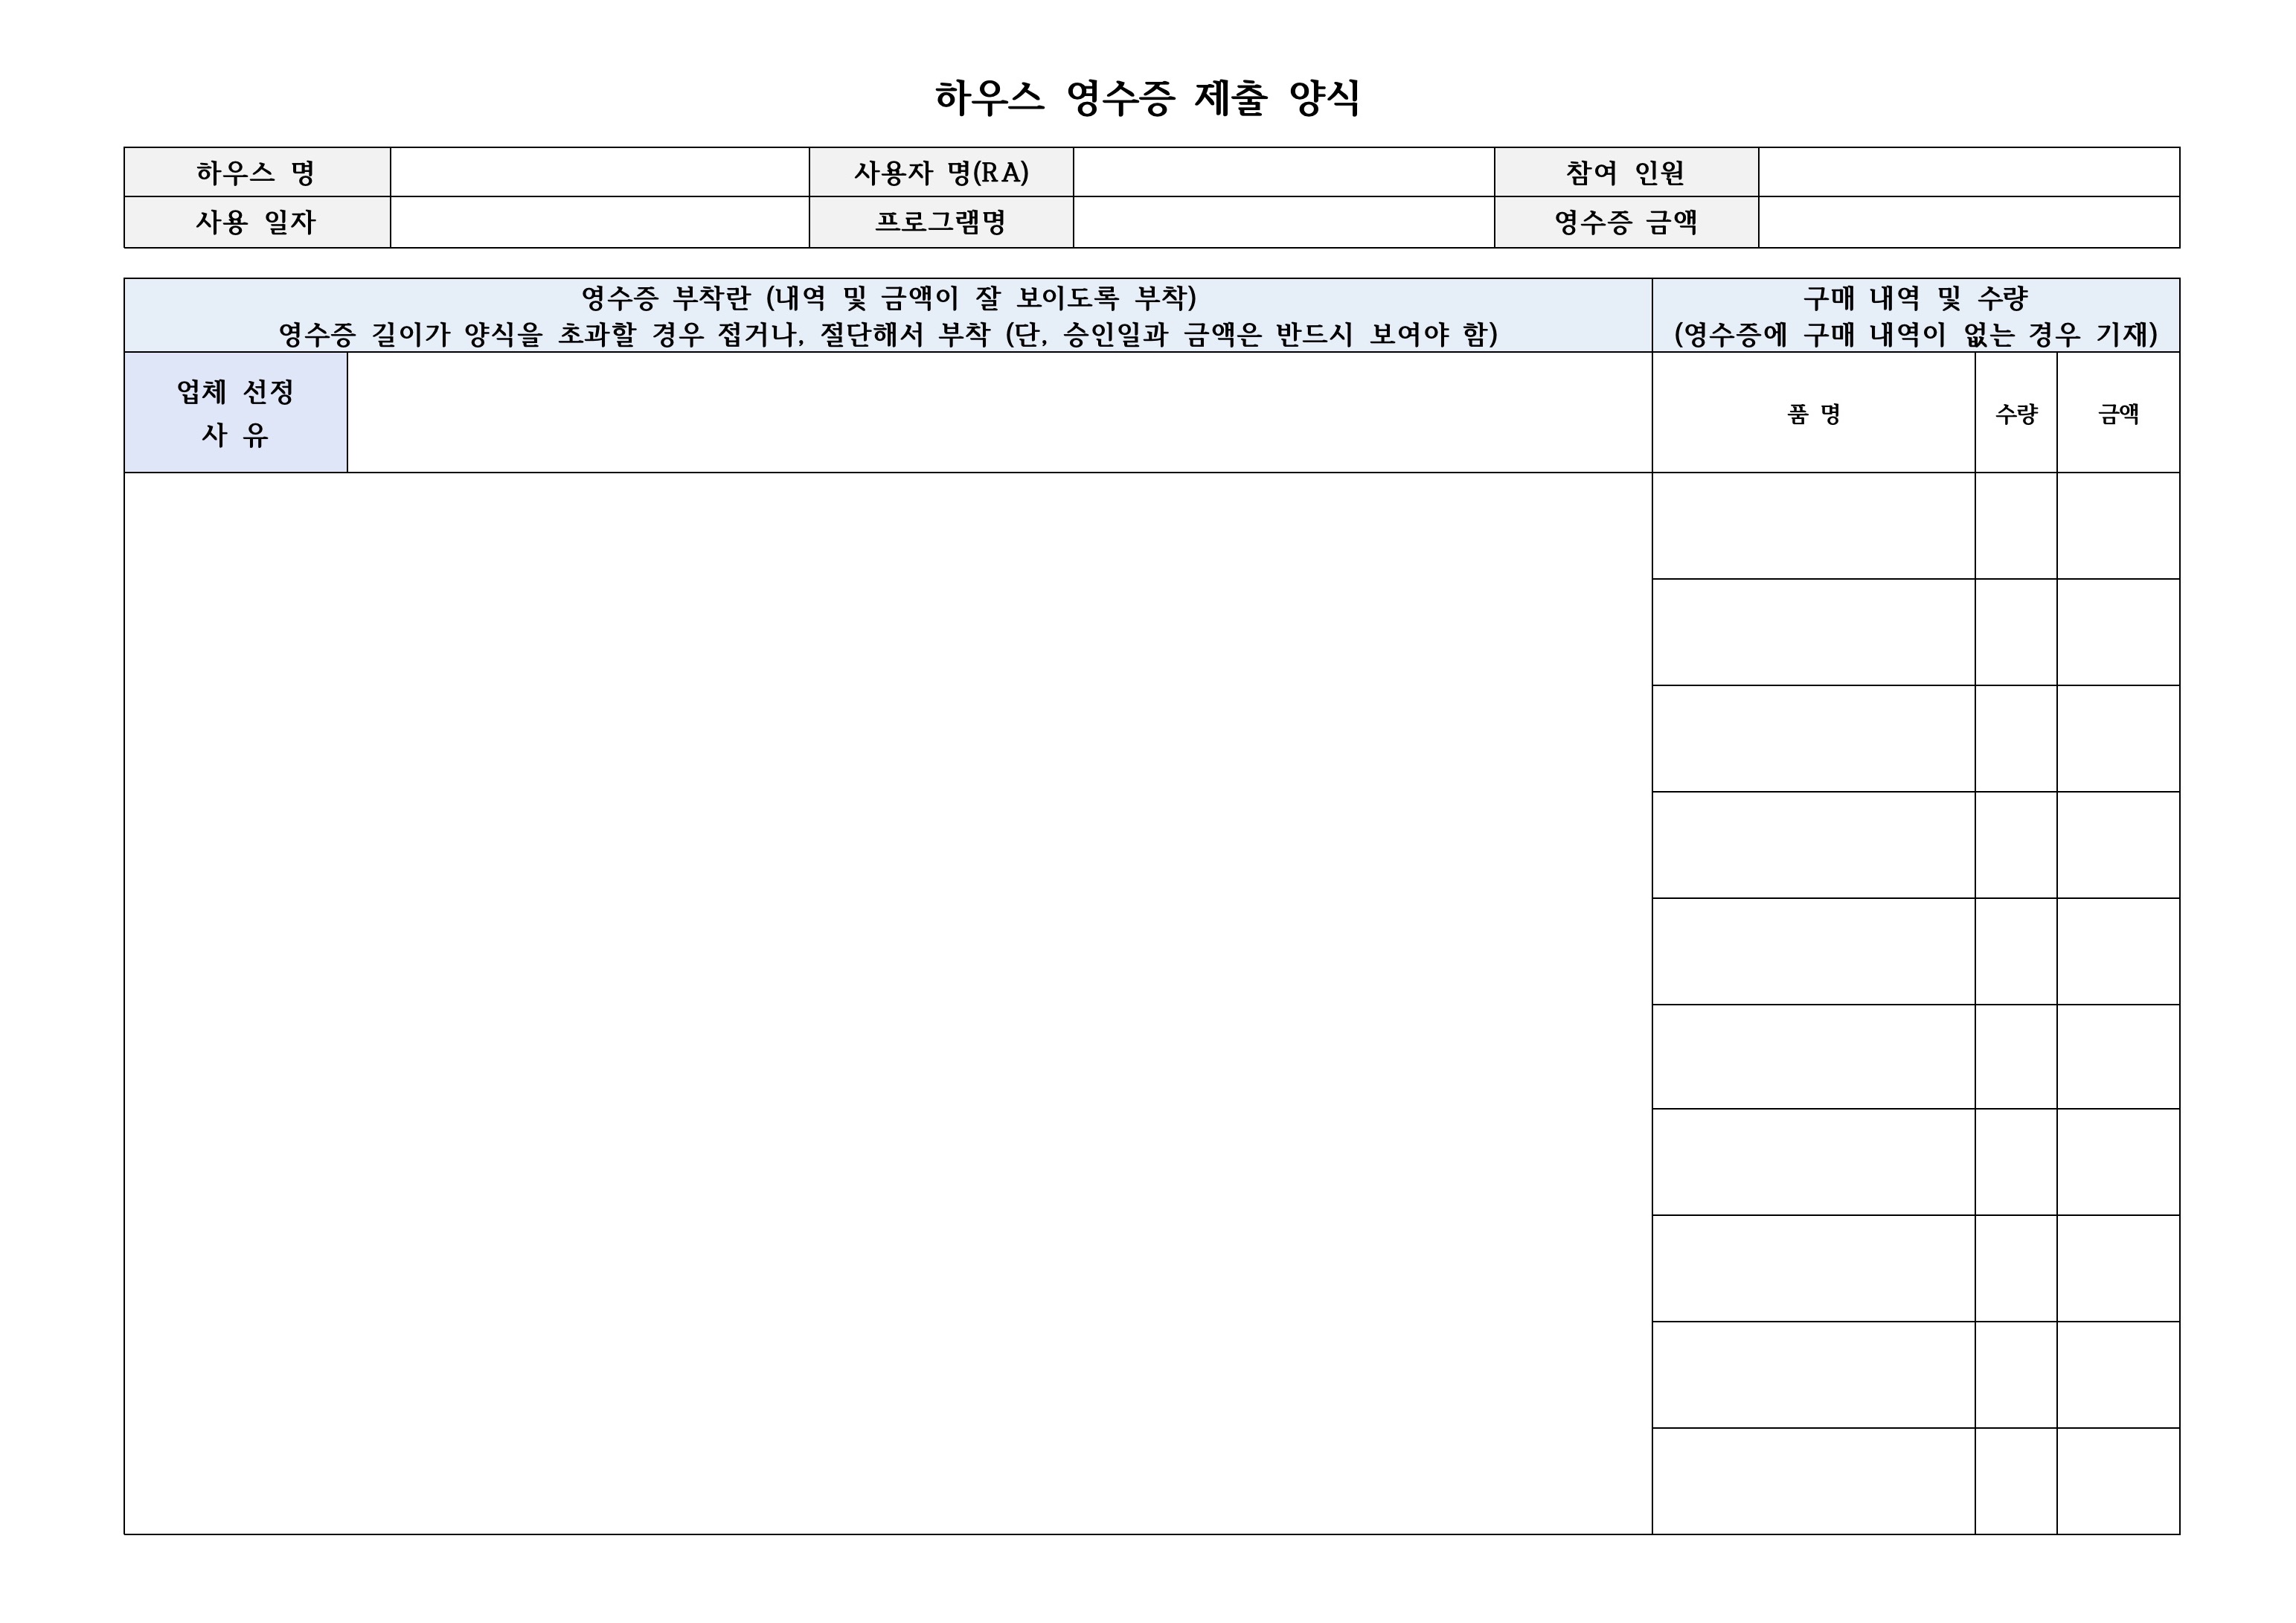 하우스 영수증 제출 양식
하우스 명 사용자 명(RA) 참여 인원
사용 일자 프로그램명 영수증 금액
영수증 부착란 (내역 및 금액이 잘 보이도록 부착)
영수증 길이가 양식을 초과할 경우 접거나, 절단해서 부착 (단, 승인일과 금액은 반드시 보여야 함)
구매 내역 및 수량
(영수증에 구매 내역이 없는 경우 기재)
업체 선정
사 유
품 명 수량 금액